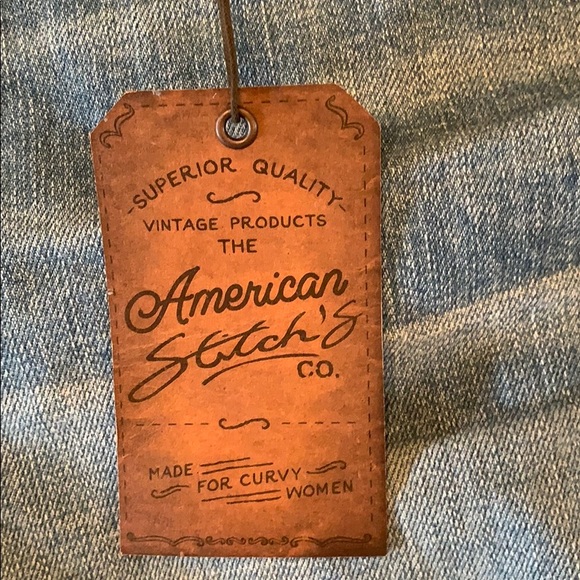 -SUPERIOR QUALITY-
VINTAGE PRODUCTS
THE
American
Stitch's
CO.
MADE
FOR CURVY
WOMEN